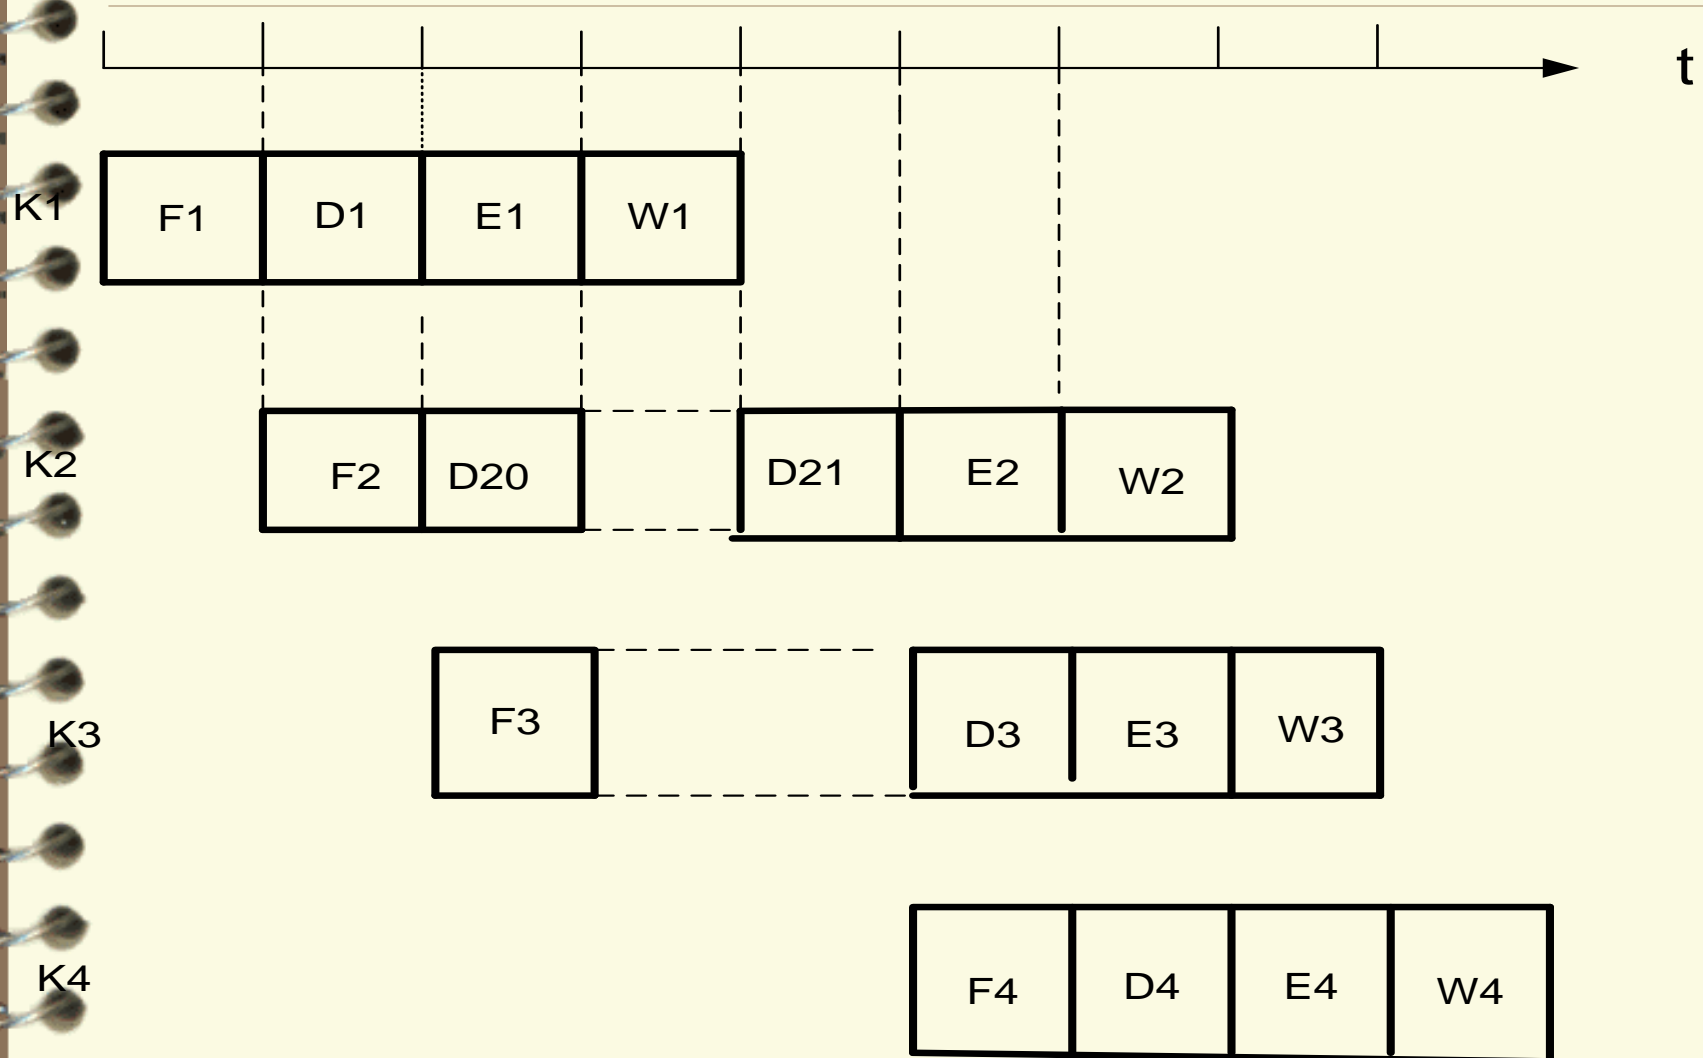 t
K1 F1 D1 E1 W1
K2 F2 D20 D21 E2 W2
K3 F3 D3 E3 W3
K4 F4 D4 E4 W4